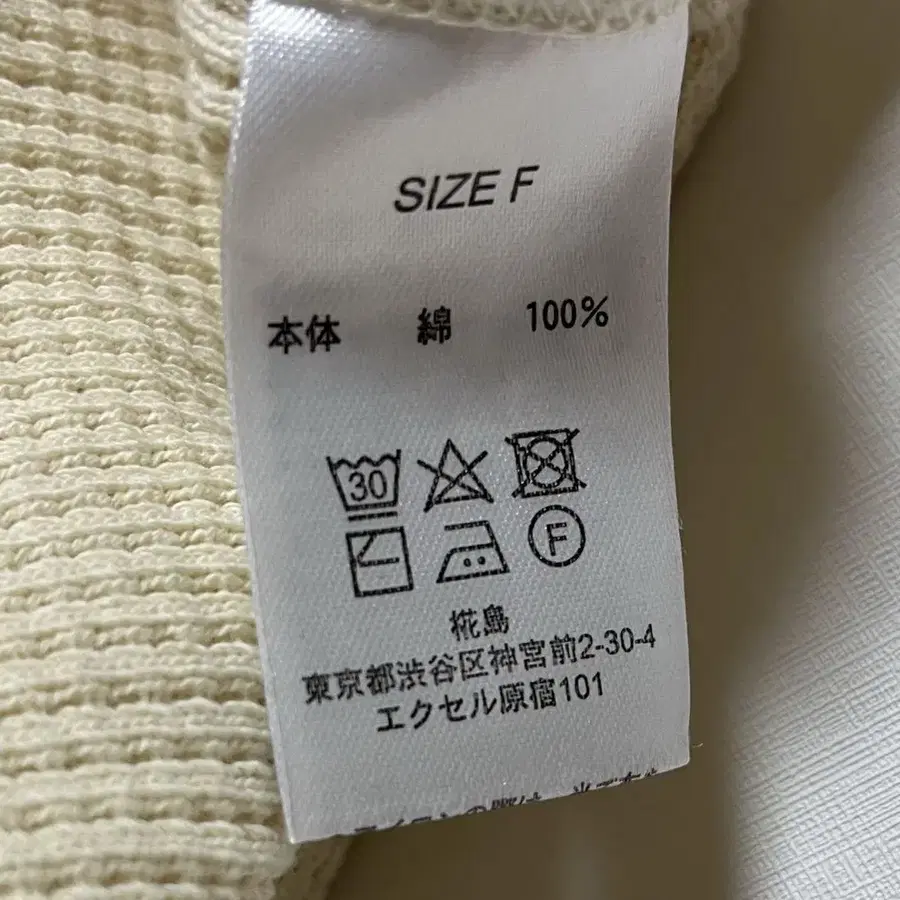 SIZE F
本体 綿 100%
30
F
椛島
東京都渋谷区神宮前2-30-4
エクセル原宿101